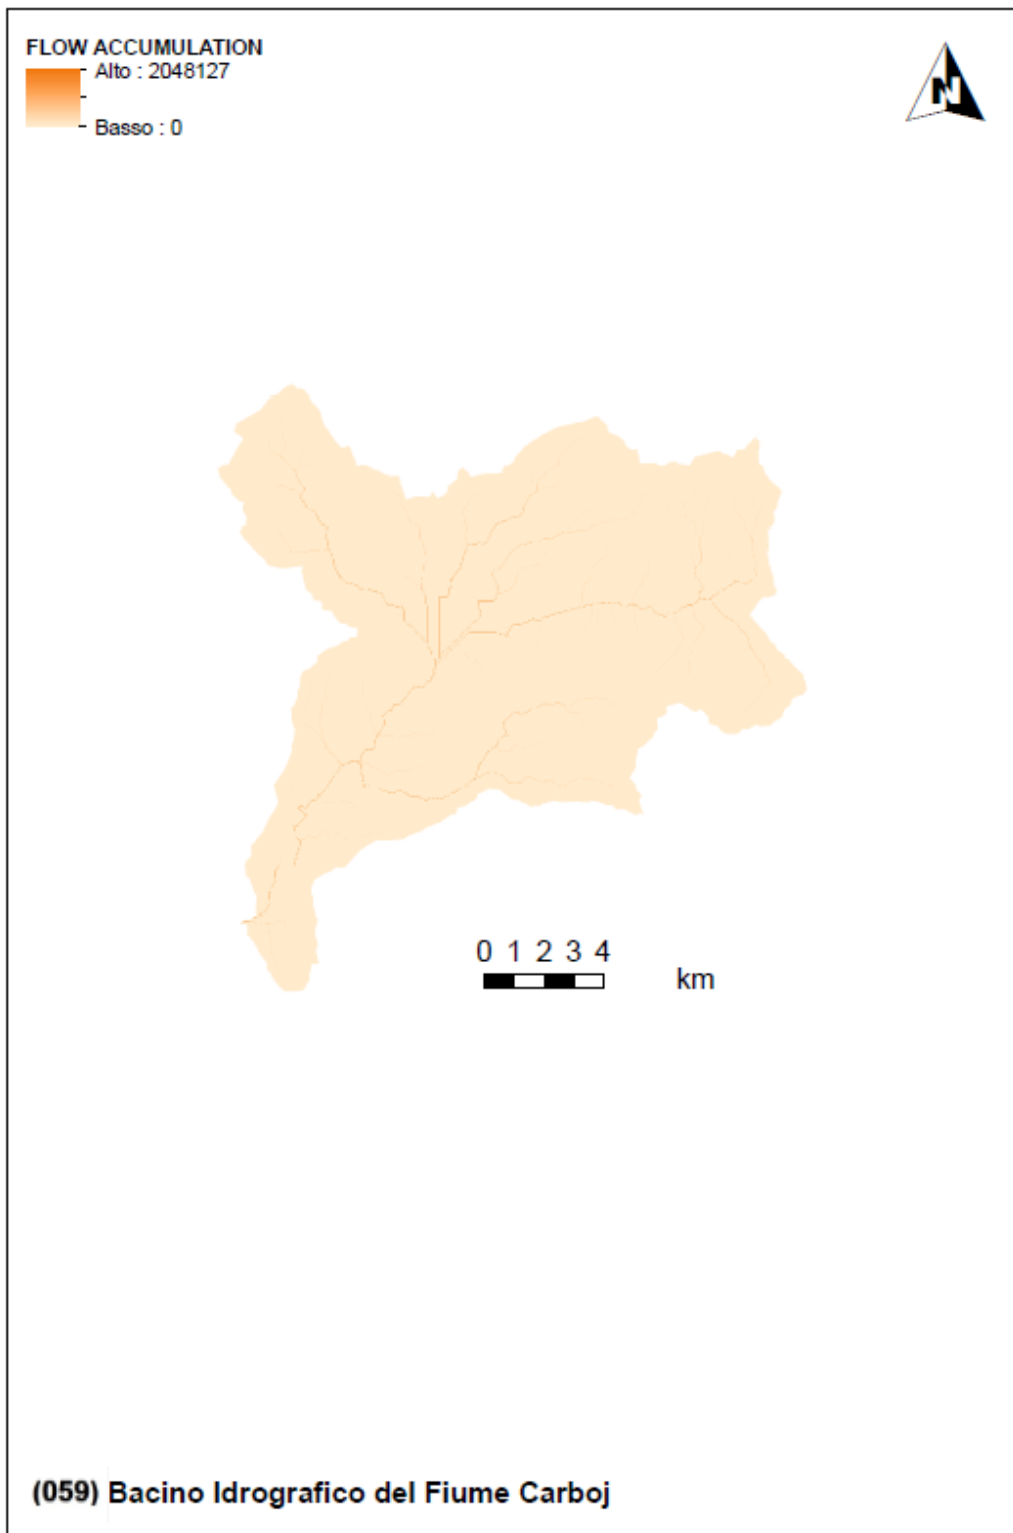 FLOW ACCUMULATION
Alto : 2048127
Basso : 0
N
0 1 2 3 4
km
(059) Bacino Idrografico del Fiume Carboj